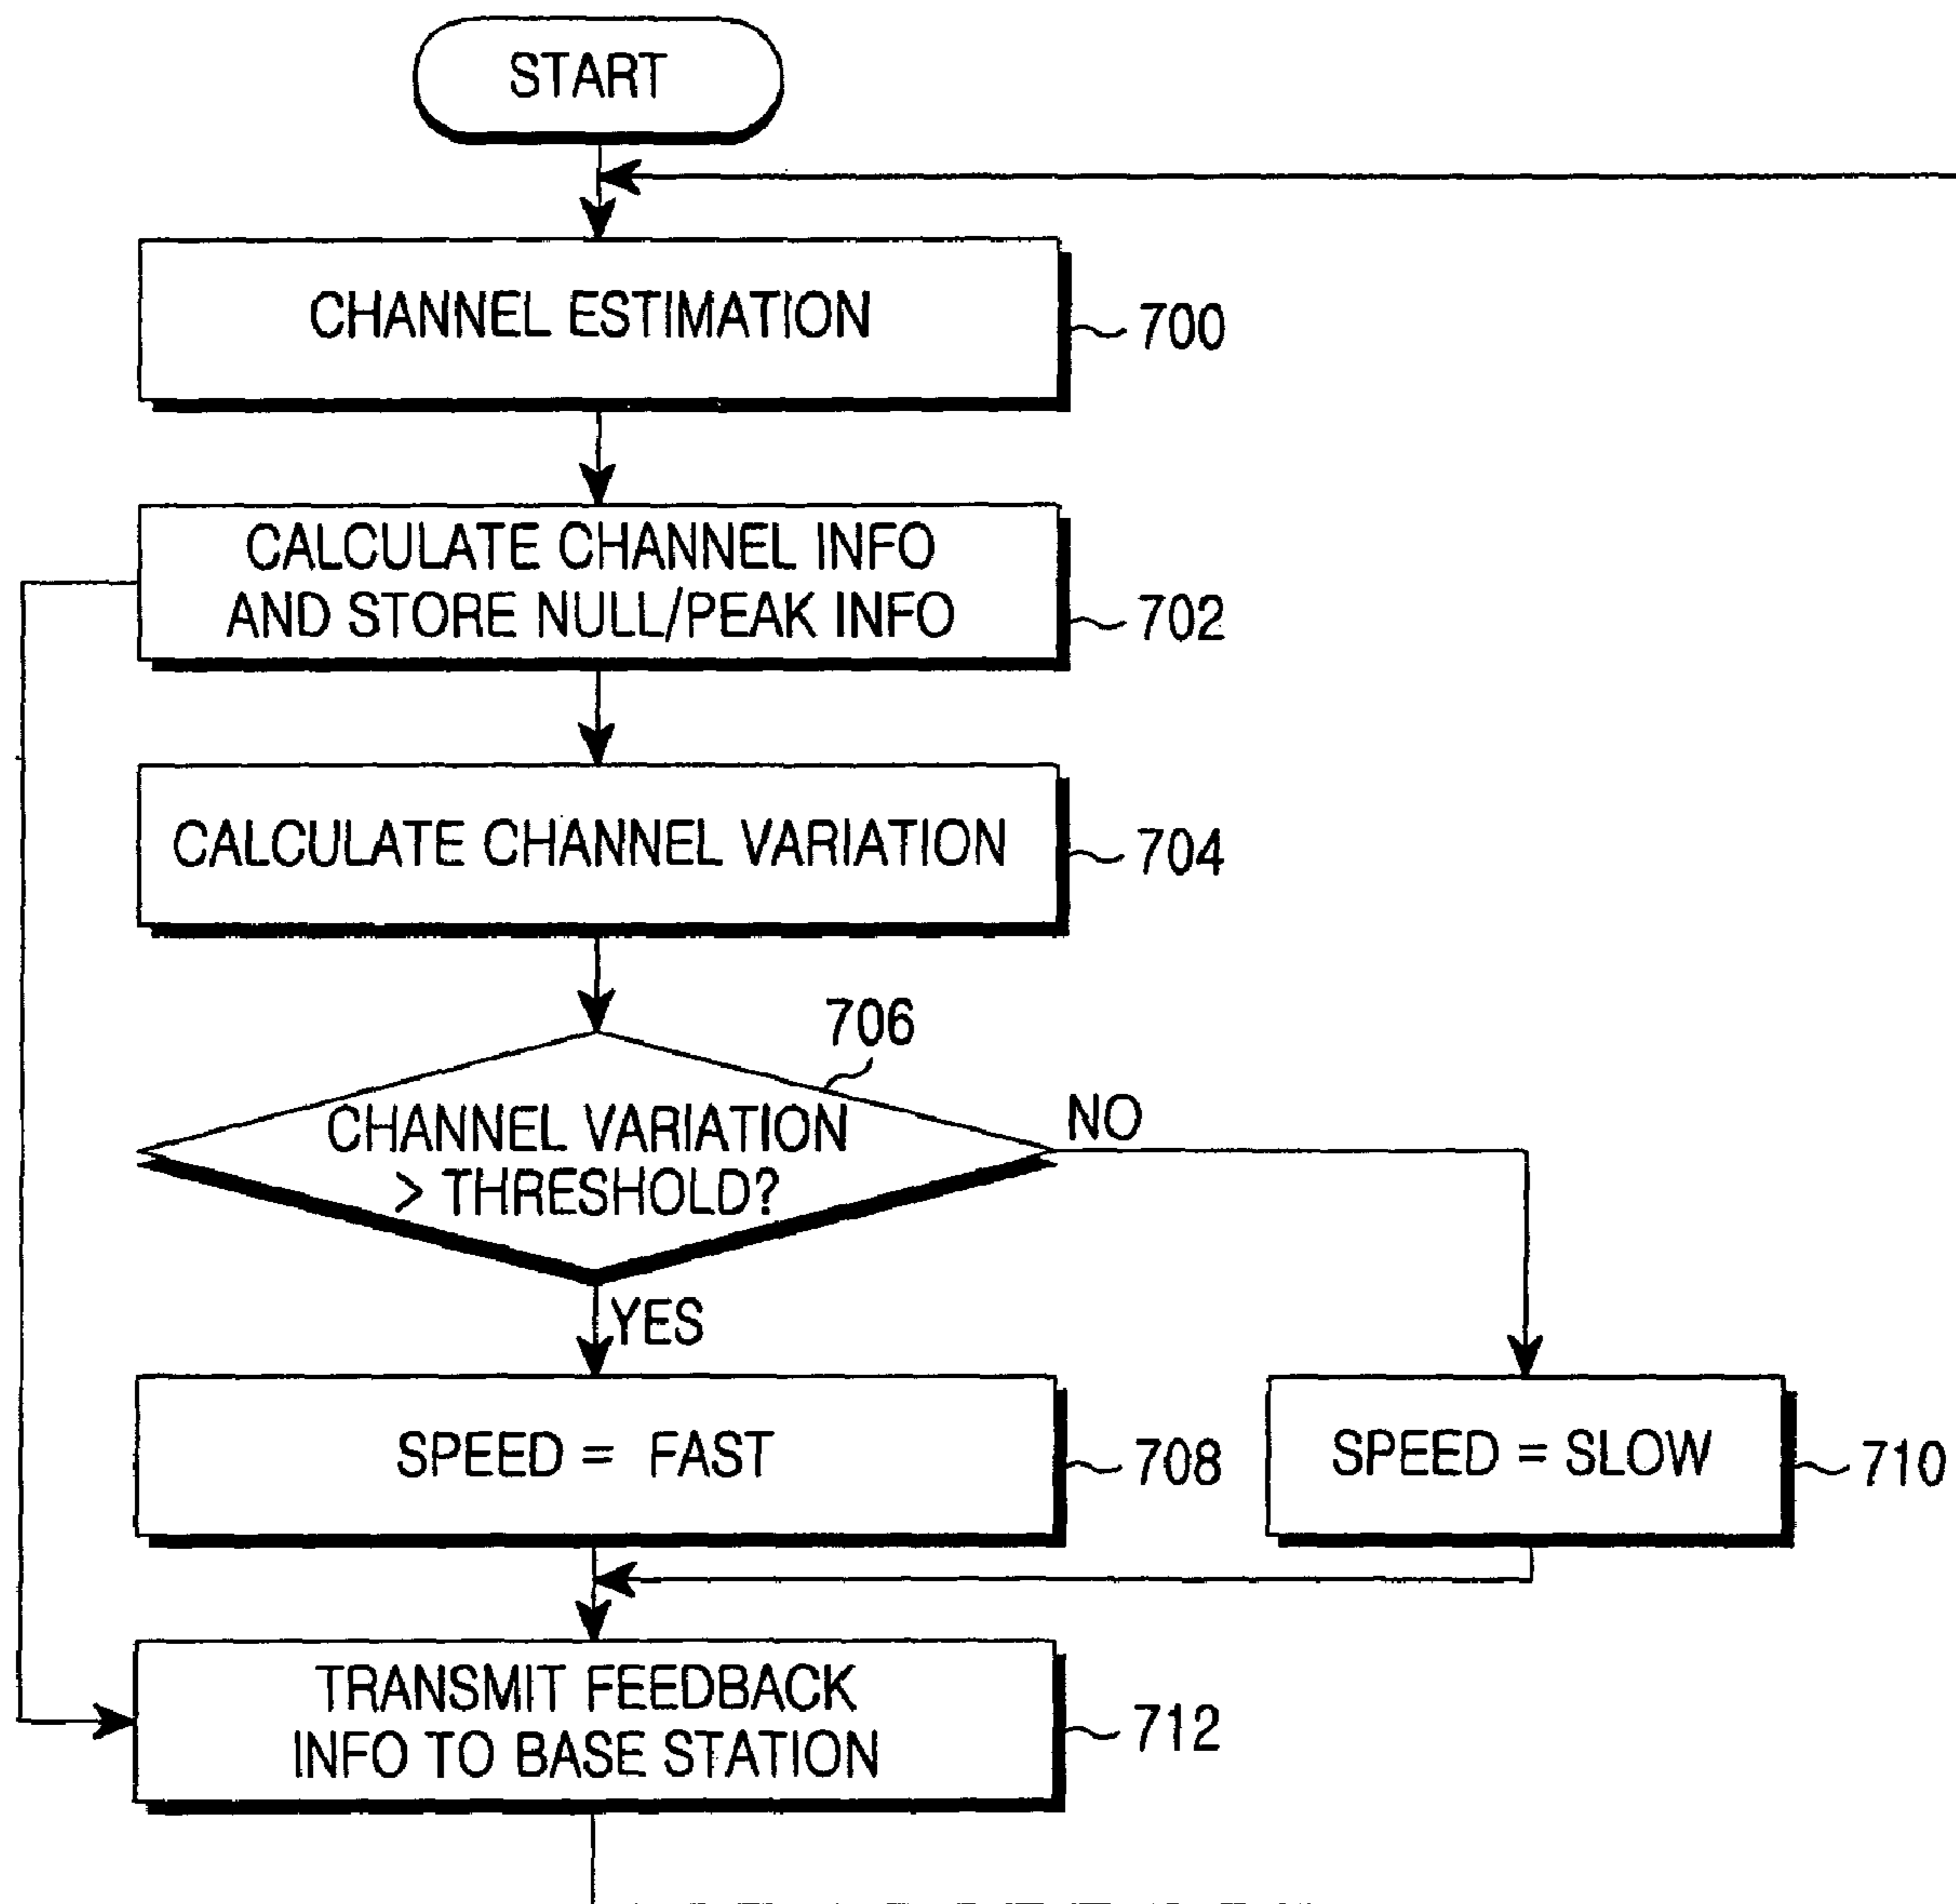 START
CHANNEL ESTIMATION
700
CALCULATE CHANNEL INFO
AND STORE NULL/PEAK INFO
702
CALCULATE CHANNEL VARIATION
704
706
CHANNEL VARIATION
> THRESHOLD?
NO
YES
SPEED = FAST
708
SPEED = SLOW
710
TRANSMIT FEEDBACK
INFO TO BASE STATION
712